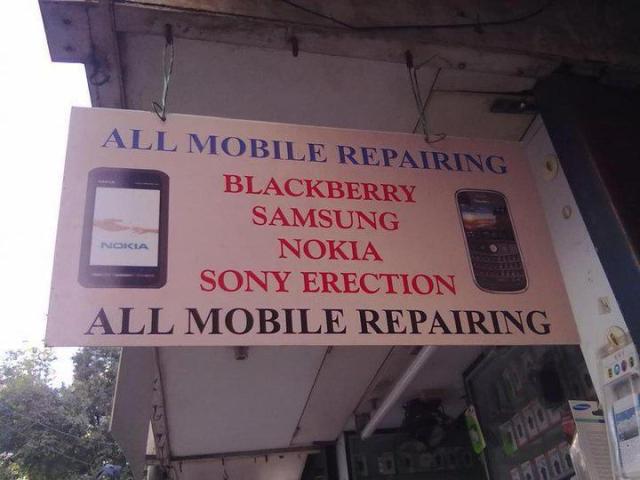 ALL MOBILE REPAIRING
BLACKBERRY
SAMSUNG
NOKIA
SONY ERECTION
ALL MOBILE REPAIRING
NOKIA